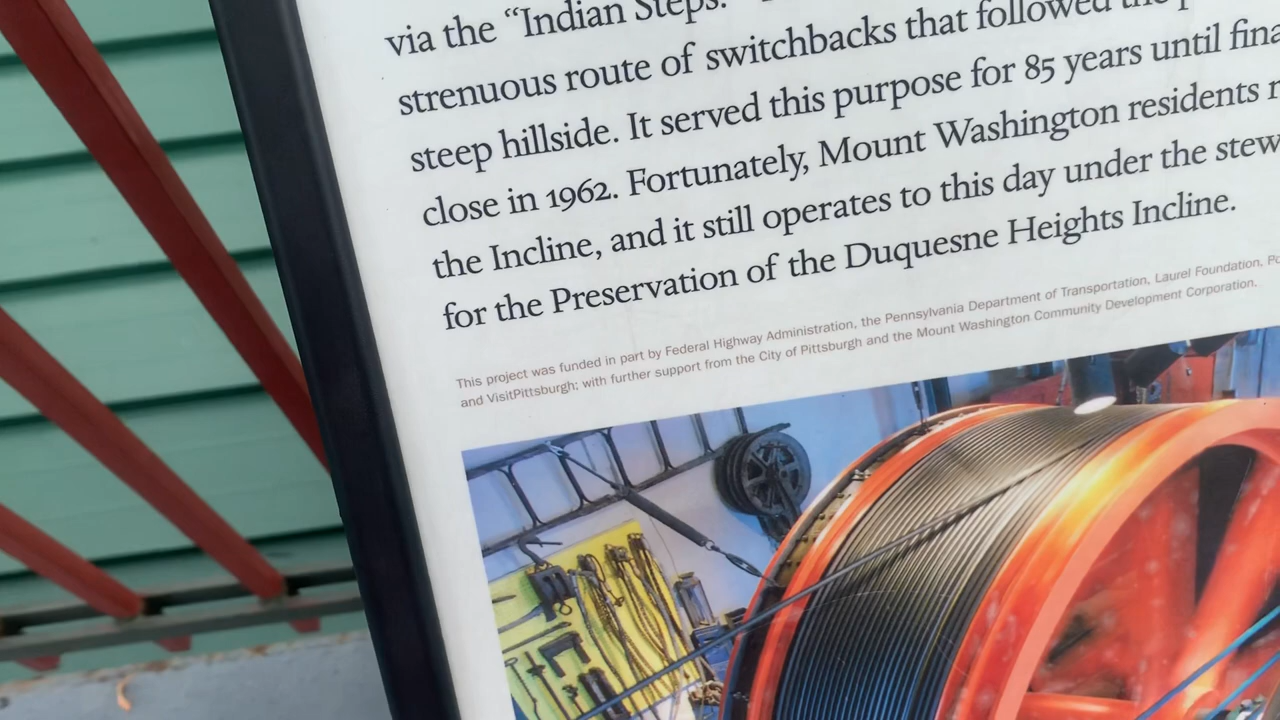 via the “Indian Steps.”
strenuous route of switchbacks that followed the
steep hillside. It served this purpose for 85 years until
close in 1962. Fortunately, Mount Washington residents
the Incline, and it still operates to this day under the
for the Preservation of the Duquesne Heights Incline.
This project was funded in part by Federal Highway Administration, the Pennsylvania Department of Transportation, Laurel Foundation,
and VisitPittsburgh; with further support from the City of Pittsburgh and the Mount Washington Community Development Corporation.